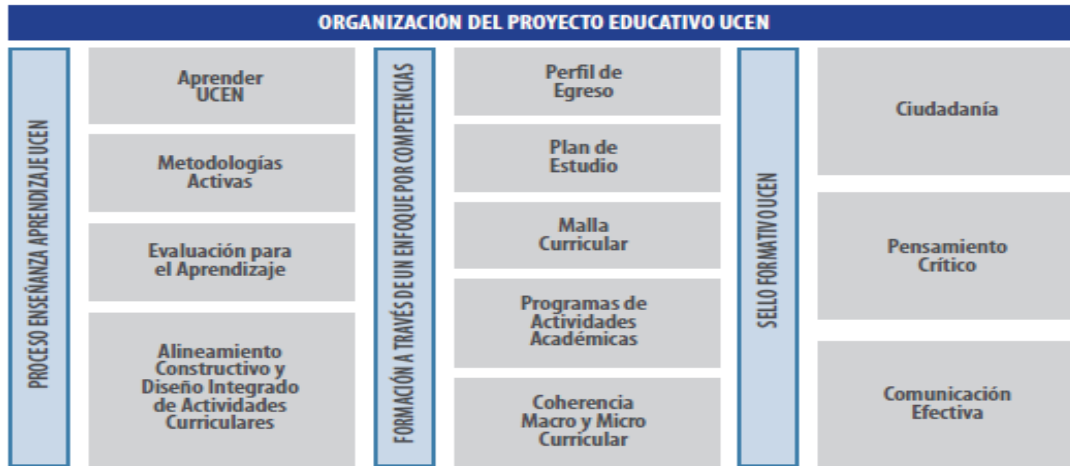 ORGANIZACIÓN DEL PROYECTO EDUCATIVO UCEN
PROCESO ENSEÑANZA APRENDIZAJE UCEN
Aprender
UCEN
Metodologías
Activas
Evaluación para
el Aprendizaje
Alineamiento
Constructivo y
Diseño Integrado
de Actividades
Curriculares
FORMACIÓN A TRAVÉS DE UN ENFOQUE POR COMPETENCIAS
Perfil de
Egreso
Plan de
Estudio
Malla
Curricular
Programas de
Actividades
Académicas
Coherencia
Macro y Micro
Curricular
SELLO FORMATIVO UCEN
Ciudadanía
Pensamiento
Crítico
Comunicación
Efectiva